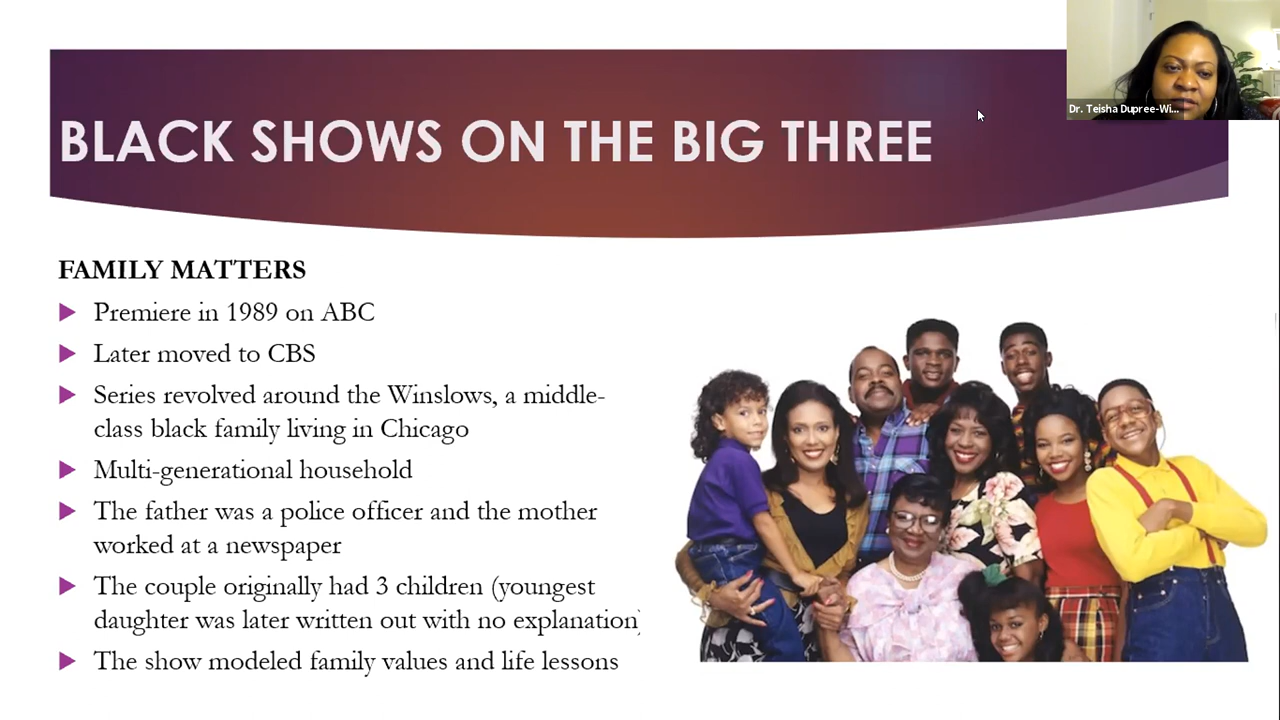 Dr. Teisha Dupree-Wi...
BLACK SHOWS ON THE BIG THREE
FAMILY MATTERS
Premiere in 1989 on ABC
Later moved to CBS
Series revolved around the Winslows, a middle-
class black family living in Chicago
Multi-generational household
The father was a police officer and the mother
worked at a newspaper
The couple originally had 3 children (youngest
daughter was later written out with no explanation)
The show modeled family values and life lessons